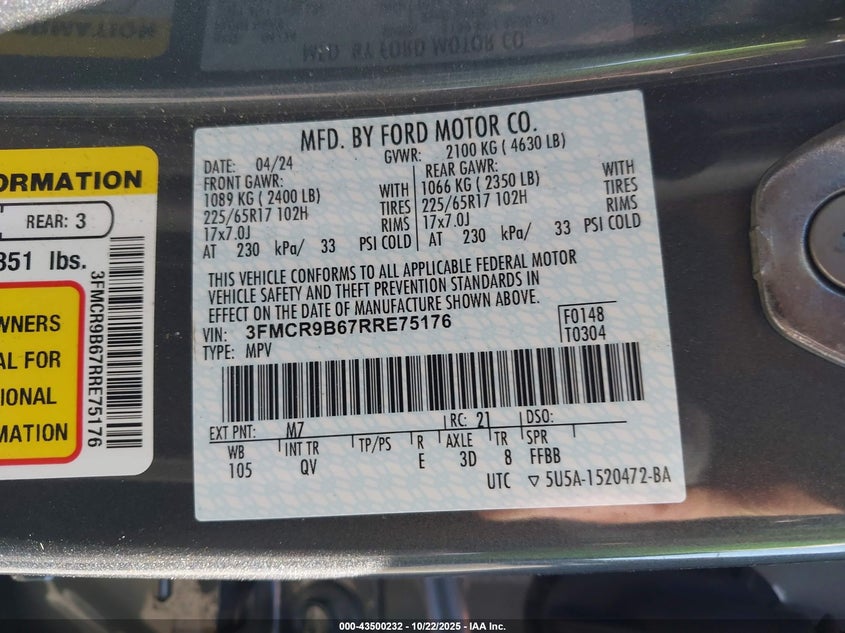 MFD. BY FORD MOTOR CO.
DATE: 04/24
GVWR: 2100 KG ( 4630 LB)
FRONT GAWR:
1089 KG ( 2400 LB) WITH
225/65R17 102H TIRES
17x7.0J RIMS
AT 230 kPa/ 33 PSI COLD
REAR GAWR:
1066 KG ( 2350 LB) WITH
225/65R17 102H TIRES
17x7.0J RIMS
AT 230 kPa/ 33 PSI COLD
THIS VEHICLE CONFORMS TO ALL APPLICABLE FEDERAL MOTOR
VEHICLE SAFETY AND THEFT PREVENTION STANDARDS IN
EFFECT ON THE DATE OF MANUFACTURE SHOWN ABOVE.
VIN: 3FMCR9B67RRE75176
TYPE: MPV
F0148
T0304
EXT PNT: M7 RC: 21 DSO:
WB INT TR TP/PS R AXLE TR SPR
105 QV E 3D 8 FFBB
UTC ▽ 5U5A-1520472-BA
ORMATION
REAR: 3
351 lbs.
WNERS
AL FOR
IONAL
MATION
3FMCR9B67RRE75176
MFD. BY FORD MOTOR CO.
ORMATION
000-43500232 - 10/22/2025 - IAA Inc.